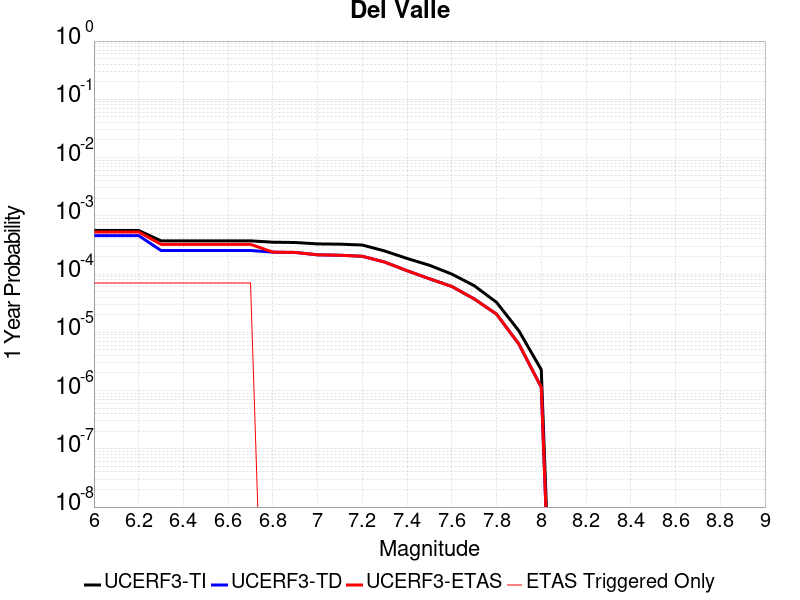 Del Valle
10^0
10^-1
10^-2
10^-3
10^-4
10^-5
10^-6
10^-7
10^-8
1 Year Probability
6 6.2 6.4 6.6 6.8 7 7.2 7.4 7.6 7.8 8 8.2 8.4 8.6 8.8 9
Magnitude
UCERF3-TI UCERF3-TD UCERF3-ETAS ETAS Triggered Only